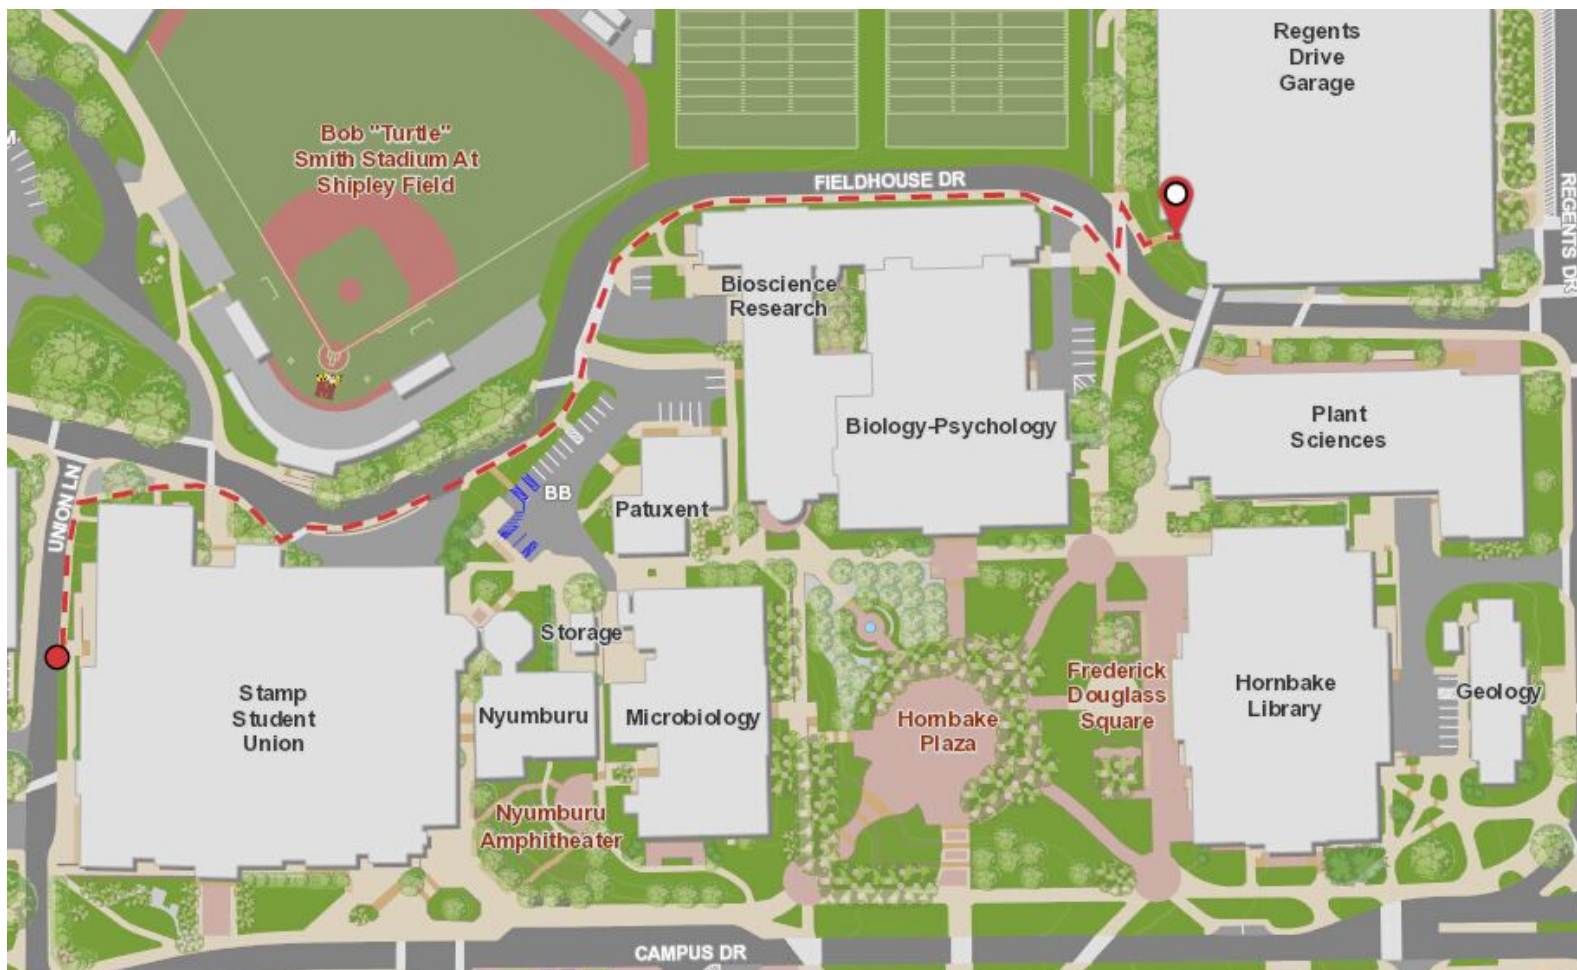 Regents
Drive
Garage
Bob "Turtle"
Smith Stadium At
Shipley Field
FIELDHOUSE DR
REGENTS DR
Bioscience
Research
Biology-Psychology
Plant
Sciences
UNION LN
BB
Patuxent
Storage
Stamp
Student
Union
Nyumburu
Microbiology
Hornbake
Plaza
Frederick
Douglass
Square
Hornbake
Library
Geology
Nyumburu
Amphitheater
CAMPUS DR